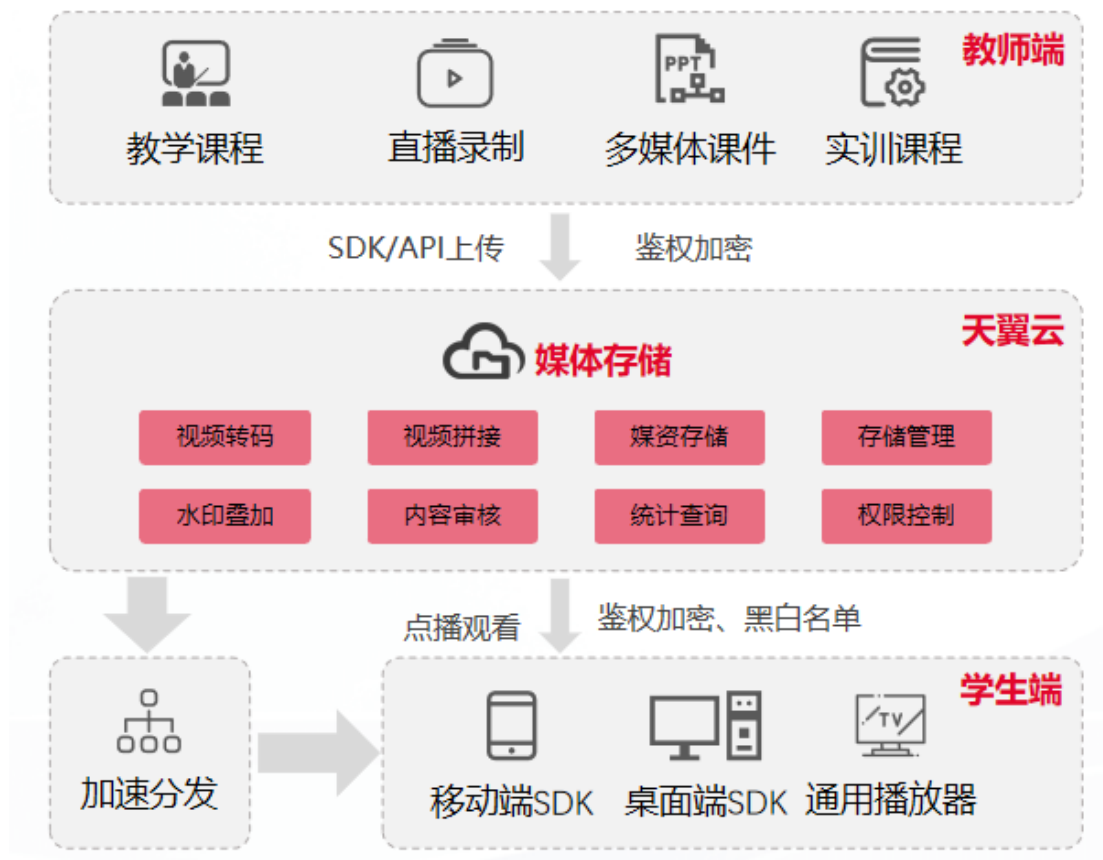 教师端
PPT
教学课程 直播录制 多媒体课件 实训课程
SDK/API上传 鉴权加密
天翼云
媒体存储
视频转码 视频拼接 媒资存储 存储管理
水印叠加 内容审核 统计查询 权限控制
点播观看 鉴权加密、黑白名单
学生端
TV
加速分发 移动端SDK 桌面端SDK 通用播放器